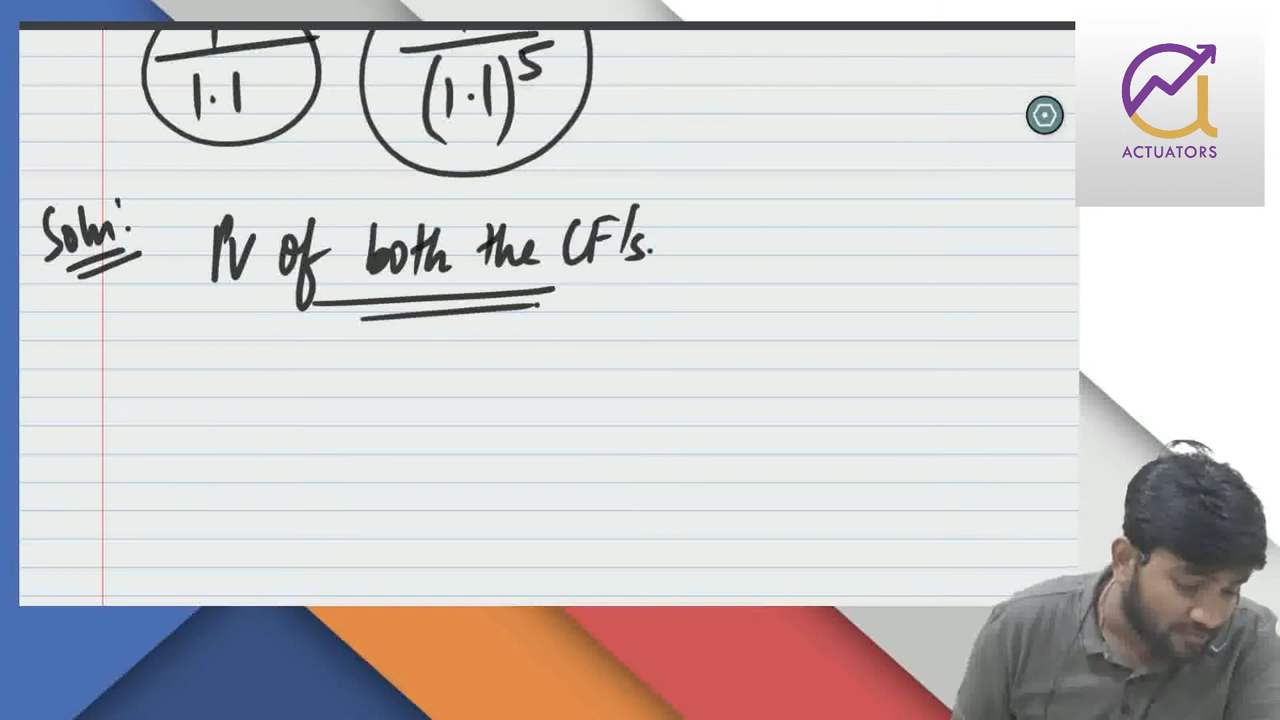 1.1
(1.1)^5
Soln:
PV of both the CF/s.
ACTUATORS